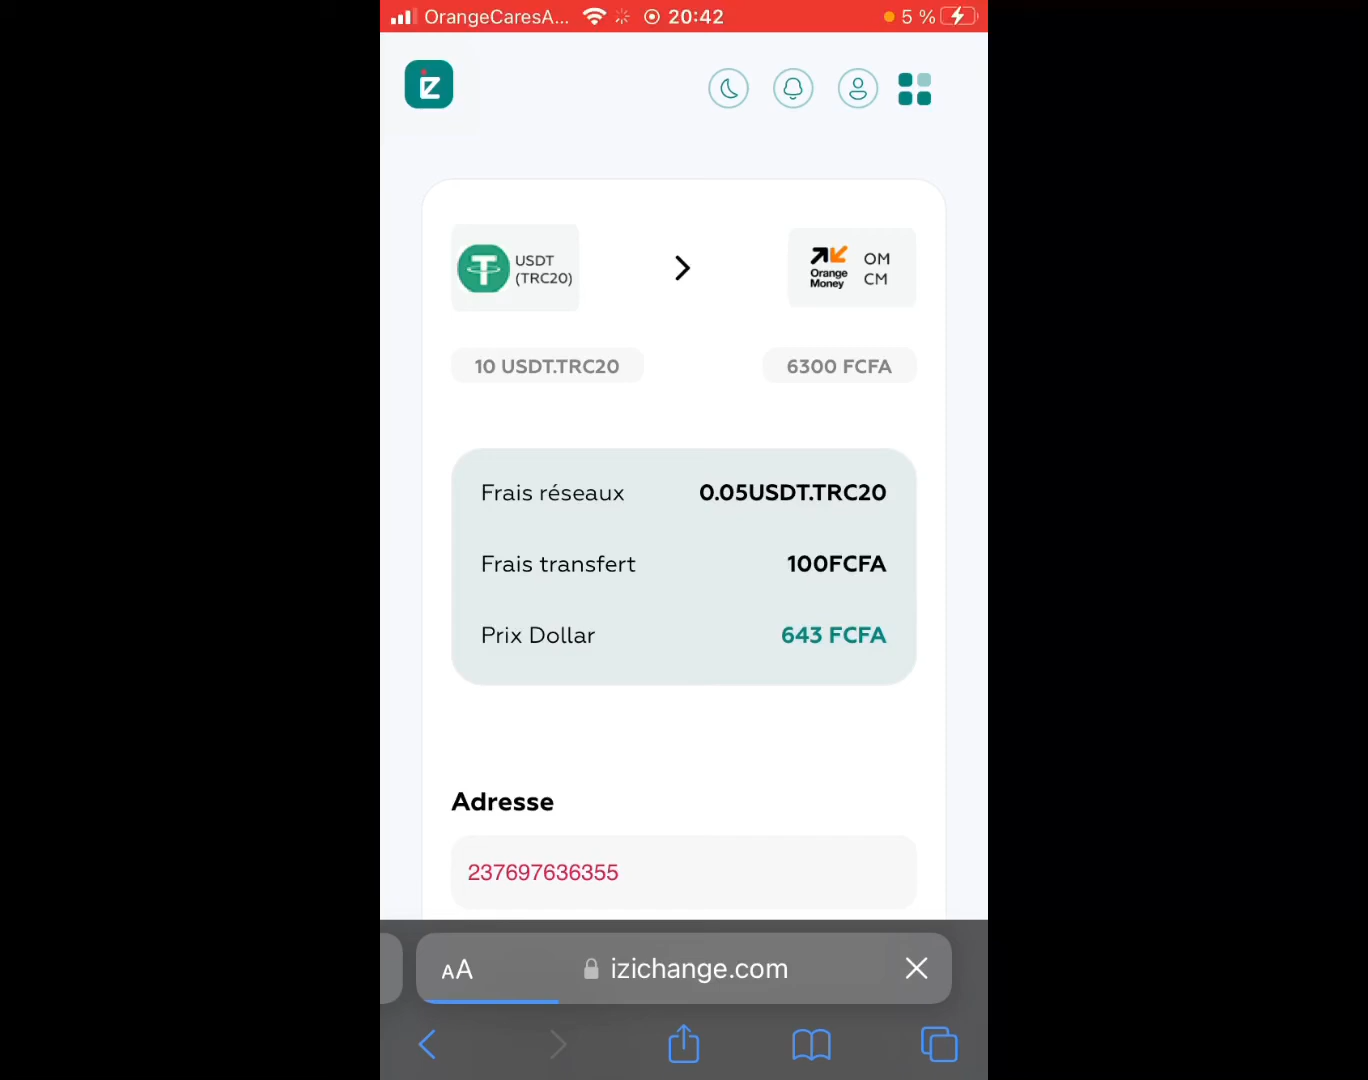 OrangeCaresA... 20:42 5 %
USDT
(TRC20)
Orange
Money
OM
CM
10 USDT.TRC20 6300 FCFA
Frais réseaux 0.05USDT.TRC20
Frais transfert 100FCFA
Prix Dollar 643 FCFA
Adresse
237697636355
AA izichange.com